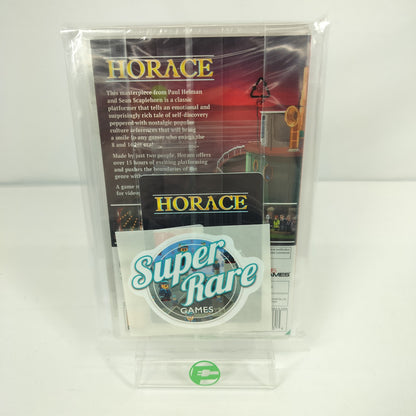 HORACE
This masterpiece from Paul Helman
and Sean Scaplehorn is a classic
platformer that tells an emotional and
surprisingly rich tale of self-discovery
peppered with nostalgic popular
culture references that will bring
a smile to any gamer who enjoys the
8 and 16-bit era!
Made by just two people, Horace offers
over 15 hours of exciting platforming
and pushes the boundaries of the
genre with
A game
for video
HORACE
Super
Rare
GAMES
GAMES